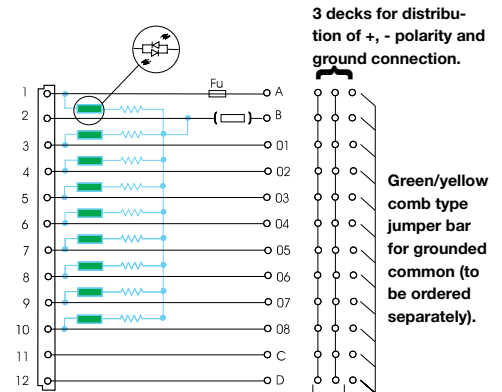 3 decks for distribu-
tion of +, - polarity and
ground connection.
Fu
1
A
2
B
3
01
4
02
5
03
6
04
7
05
8
06
9
07
10
08
11
C
12
D
Green/yellow
comb type
jumper bar
for grounded
common (to
be ordered
separately).